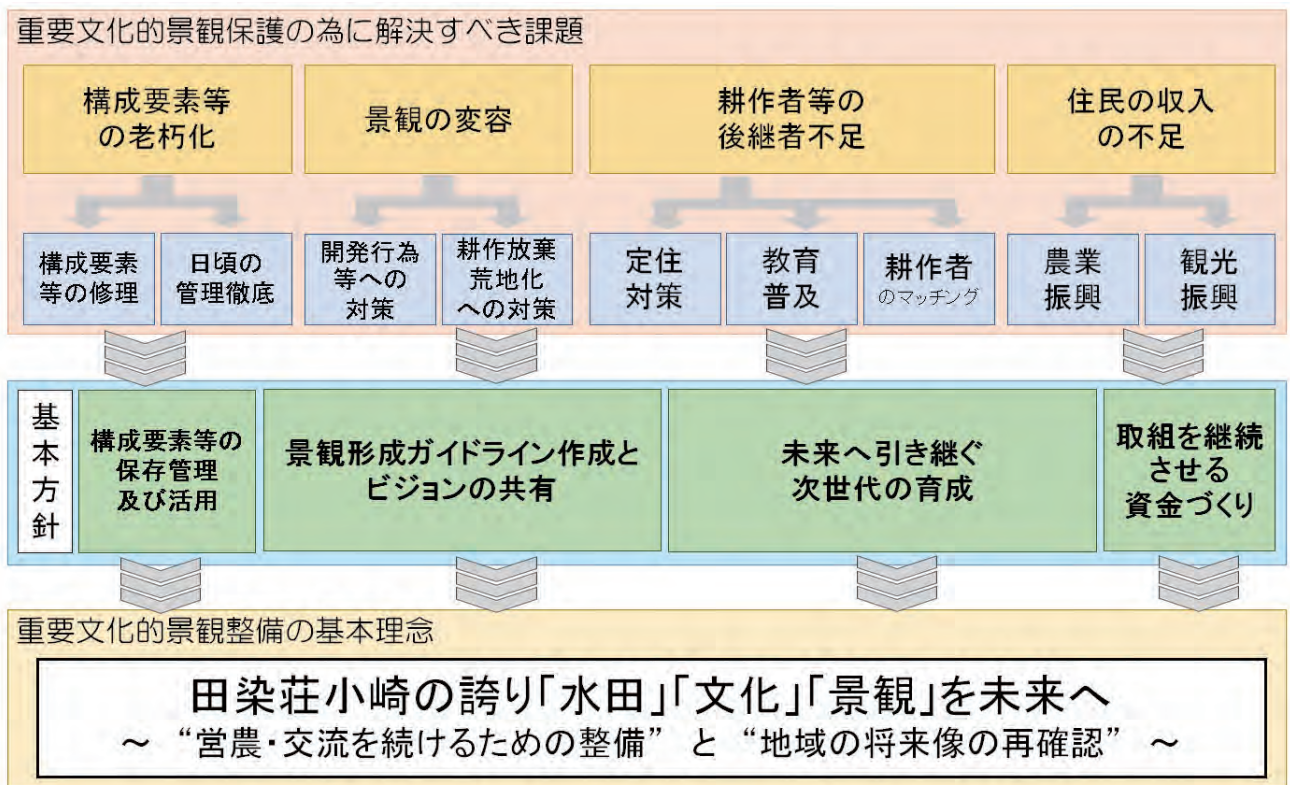 重要文化的景観保護の為に解決すべき課題
構成要素等
の老朽化
景観の変容
耕作者等の
後継者不足
住民の収入
の不足
構成要素
等の修理
日頃の
管理徹底
開発行為
等への
対策
耕作放棄
荒地化
への対策
定住
対策
教育
普及
耕作者
のマッチング
農業
振興
観光
振興
基
本
方
針
構成要素等の
保存管理
及び活用
景観形成ガイドライン作成と
ビジョンの共有
未来へ引き継ぐ
次世代の育成
取組を継続
させる
資金づくり
重要文化的景観整備の基本理念
田染荘小崎の誇り「水田」「文化」「景観」を未来へ
～ “営農・交流を続けるための整備” と “地域の将来像の再確認” ～